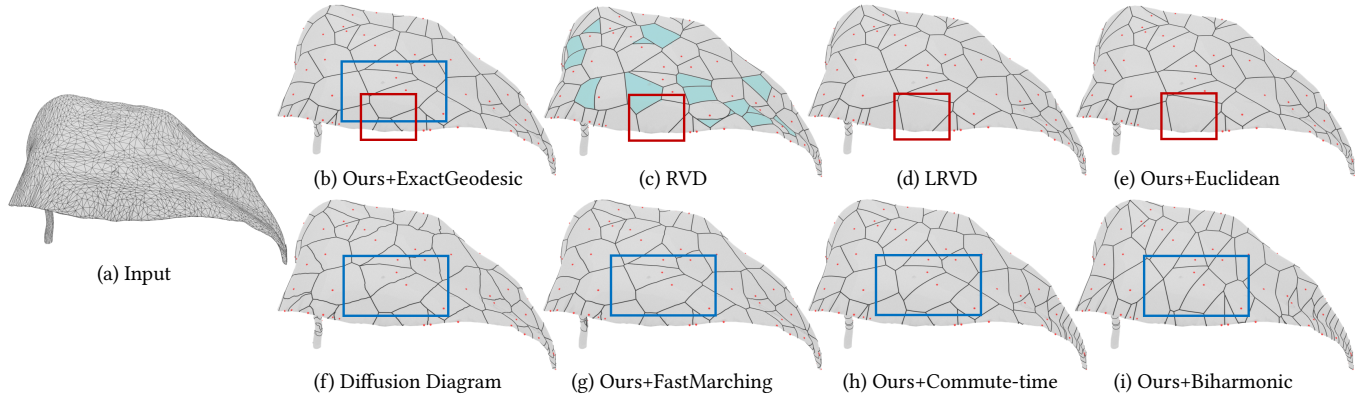 (a) Input
(b) Ours+ExactGeodesic
(c) RVD
(d) LRVD
(e) Ours+Euclidean
(f) Diffusion Diagram
(g) Ours+FastMarching
(h) Ours+Commute-time
(i) Ours+Biharmonic